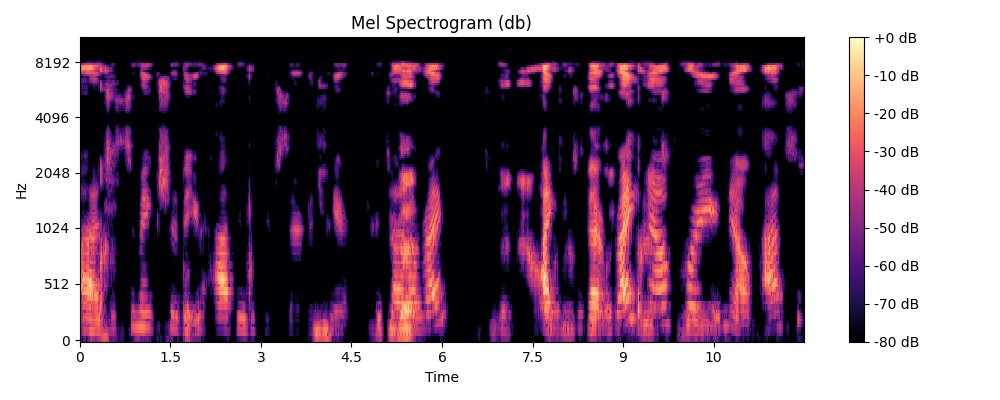 Mel Spectrogram (db)
8192
4096
2048
1024
512
0
Hz
0
1.5
3
4.5
6
7.5
9
10
Time
+0 dB
-10 dB
-20 dB
-30 dB
-40 dB
-50 dB
-60 dB
-70 dB
-80 dB